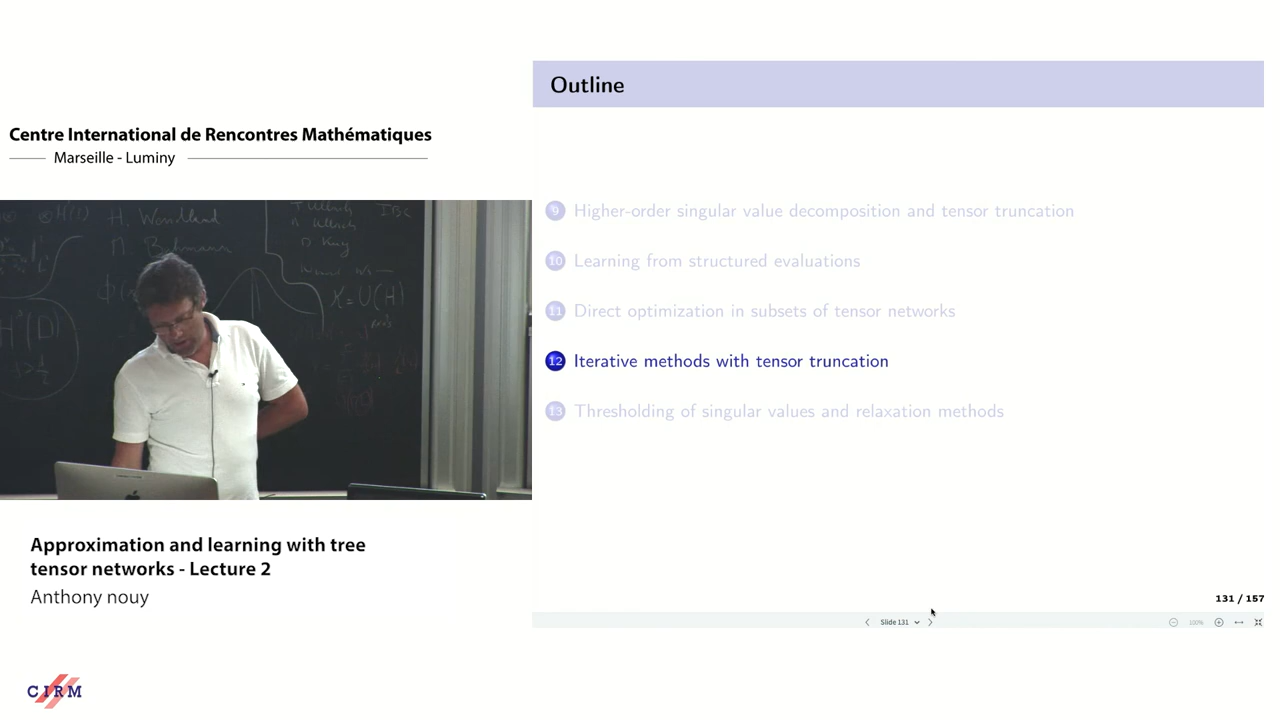 Centre International de Rencontres Mathématiques
Marseille - Luminy
H. Wendland
K = U(H)
Approximation and learning with tree
tensor networks - Lecture 2
Anthony nouy
CIRM
Outline
9 Higher-order singular value decomposition and tensor truncation
10 Learning from structured evaluations
11 Direct optimization in subsets of tensor networks
12 Iterative methods with tensor truncation
13 Thresholding of singular values and relaxation methods
131 / 157
Slide 131
100%